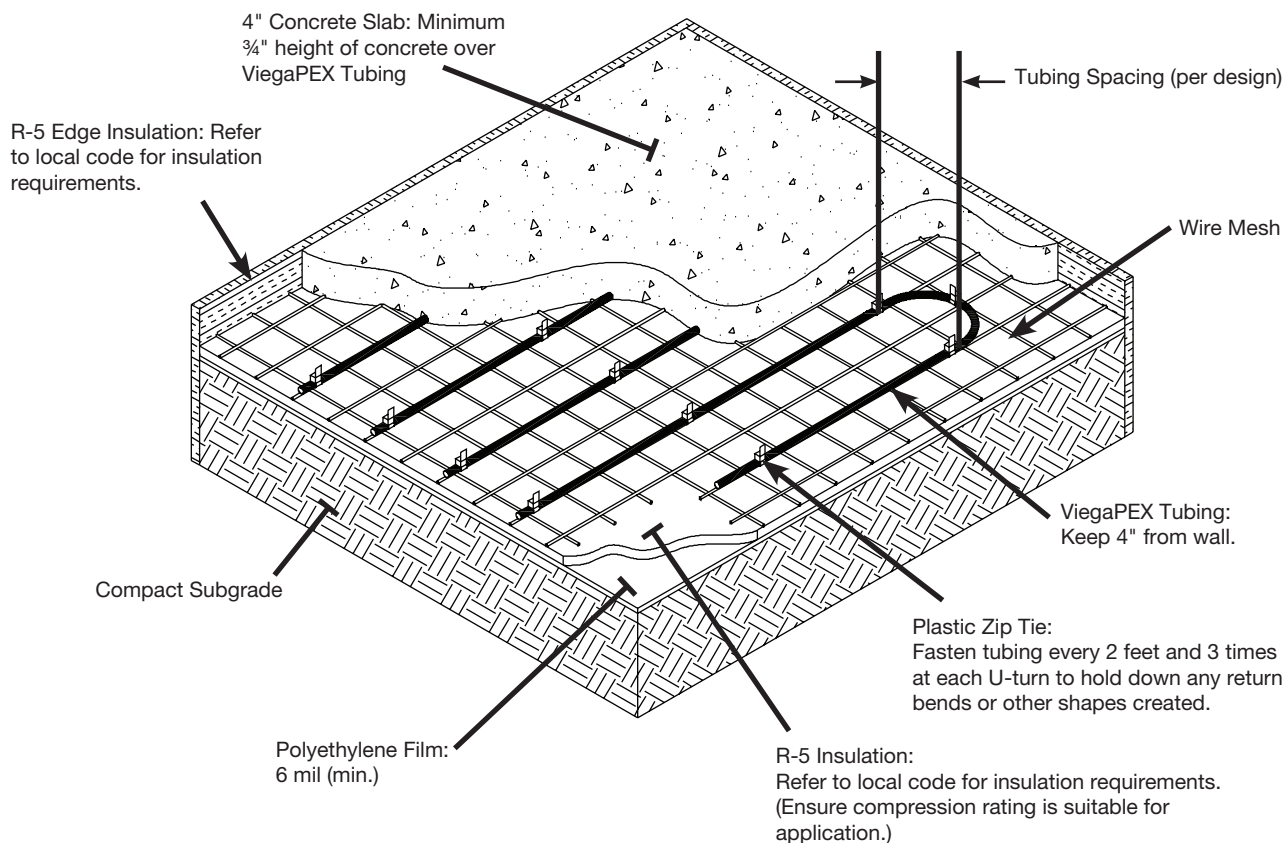 4" Concrete Slab: Minimum
¾" height of concrete over
ViegaPEX Tubing
Tubing Spacing (per design)
R-5 Edge Insulation: Refer
to local code for insulation
requirements.
Wire Mesh
ViegaPEX Tubing:
Keep 4" from wall.
Compact Subgrade
Plastic Zip Tie:
Fasten tubing every 2 feet and 3 times
at each U-turn to hold down any return
bends or other shapes created.
Polyethylene Film:
6 mil (min.)
R-5 Insulation:
Refer to local code for insulation requirements.
(Ensure compression rating is suitable for
application.)